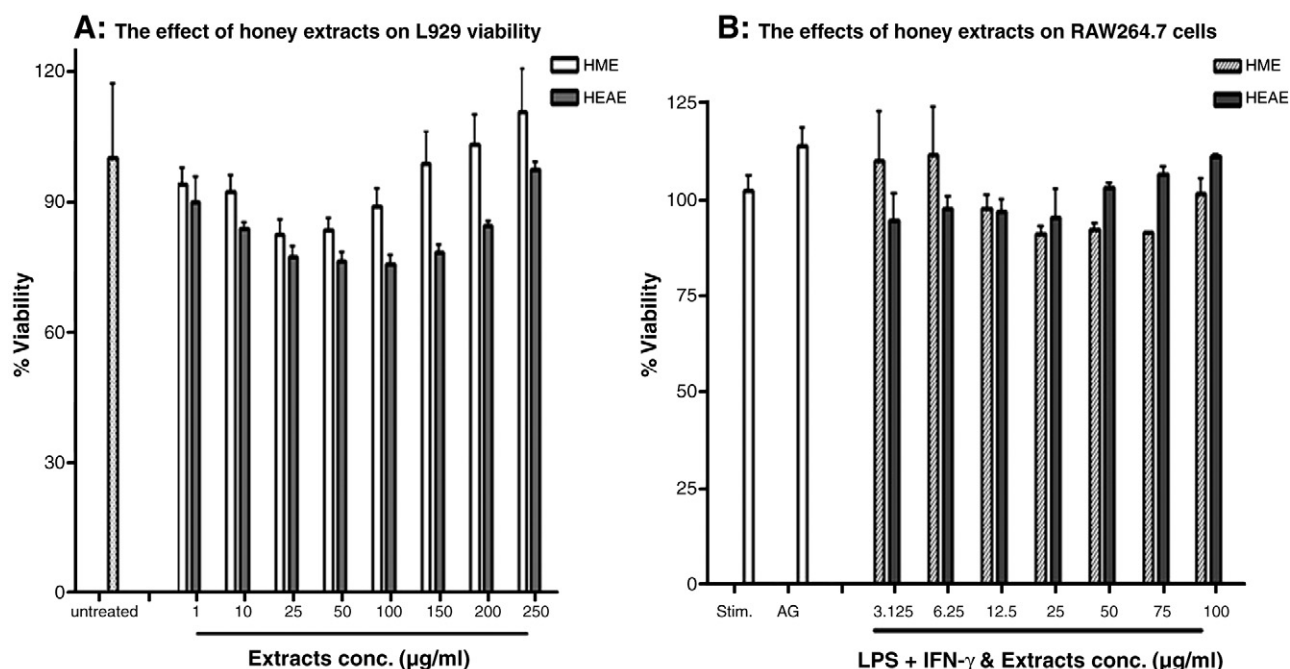 A: The effect of honey extracts on L929 viability
HME
HEAE
120
90
60
30
0
% Viability
untreated 1 10 25 50 100 150 200 250
Extracts conc. (µg/ml)
B: The effects of honey extracts on RAW264.7 cells
HME
HEAE
125
100
75
50
25
0
% Viability
Stim. AG 3.125 6.25 12.5 25 50 75 100
LPS + IFN-γ & Extracts conc. (µg/ml)